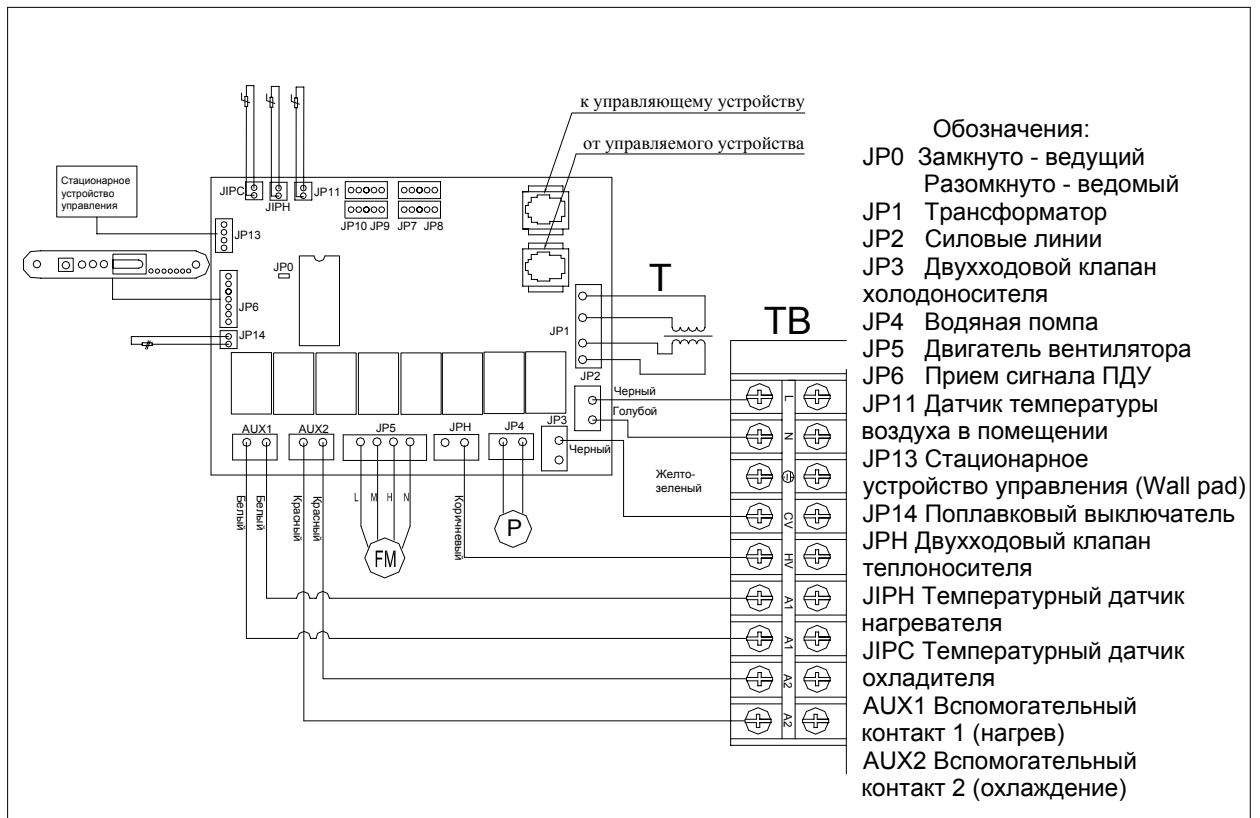 к управляющему устройству
от управляемого устройства
Стационарное
устройство
управления
JIPC
JIPH
JP11
JP10 JP9 JP7 JP8
JP13
JP0
JP6
JP14
JP1
T
JP2
TB
Черный
Голубой
JP3
Черный
Желто-
зеленый
AUX1
AUX2
JP5
JPH
JP4
L M H N
Белый
Белый
Красный
Красный
Коричневый
FM
P
L
N
CV
HV
A1
A1
A2
A2
Обозначения:
JP0 Замкнуто - ведущий
Разомкнуто - ведомый
JP1 Трансформатор
JP2 Силовые линии
JP3 Двухходовой клапан
холодоносителя
JP4 Водяная помпа
JP5 Двигатель вентилятора
JP6 Прием сигнала ПДУ
JP11 Датчик температуры
воздуха в помещении
JP13 Стационарное
устройство управления (Wall pad)
JP14 Поплавковый выключатель
JPH Двухходовый клапан
теплоносителя
JIPH Температурный датчик
нагревателя
JIPC Температурный датчик
охладителя
AUX1 Вспомогательный
контакт 1 (нагрев)
AUX2 Вспомогательный
контакт 2 (охлаждение)